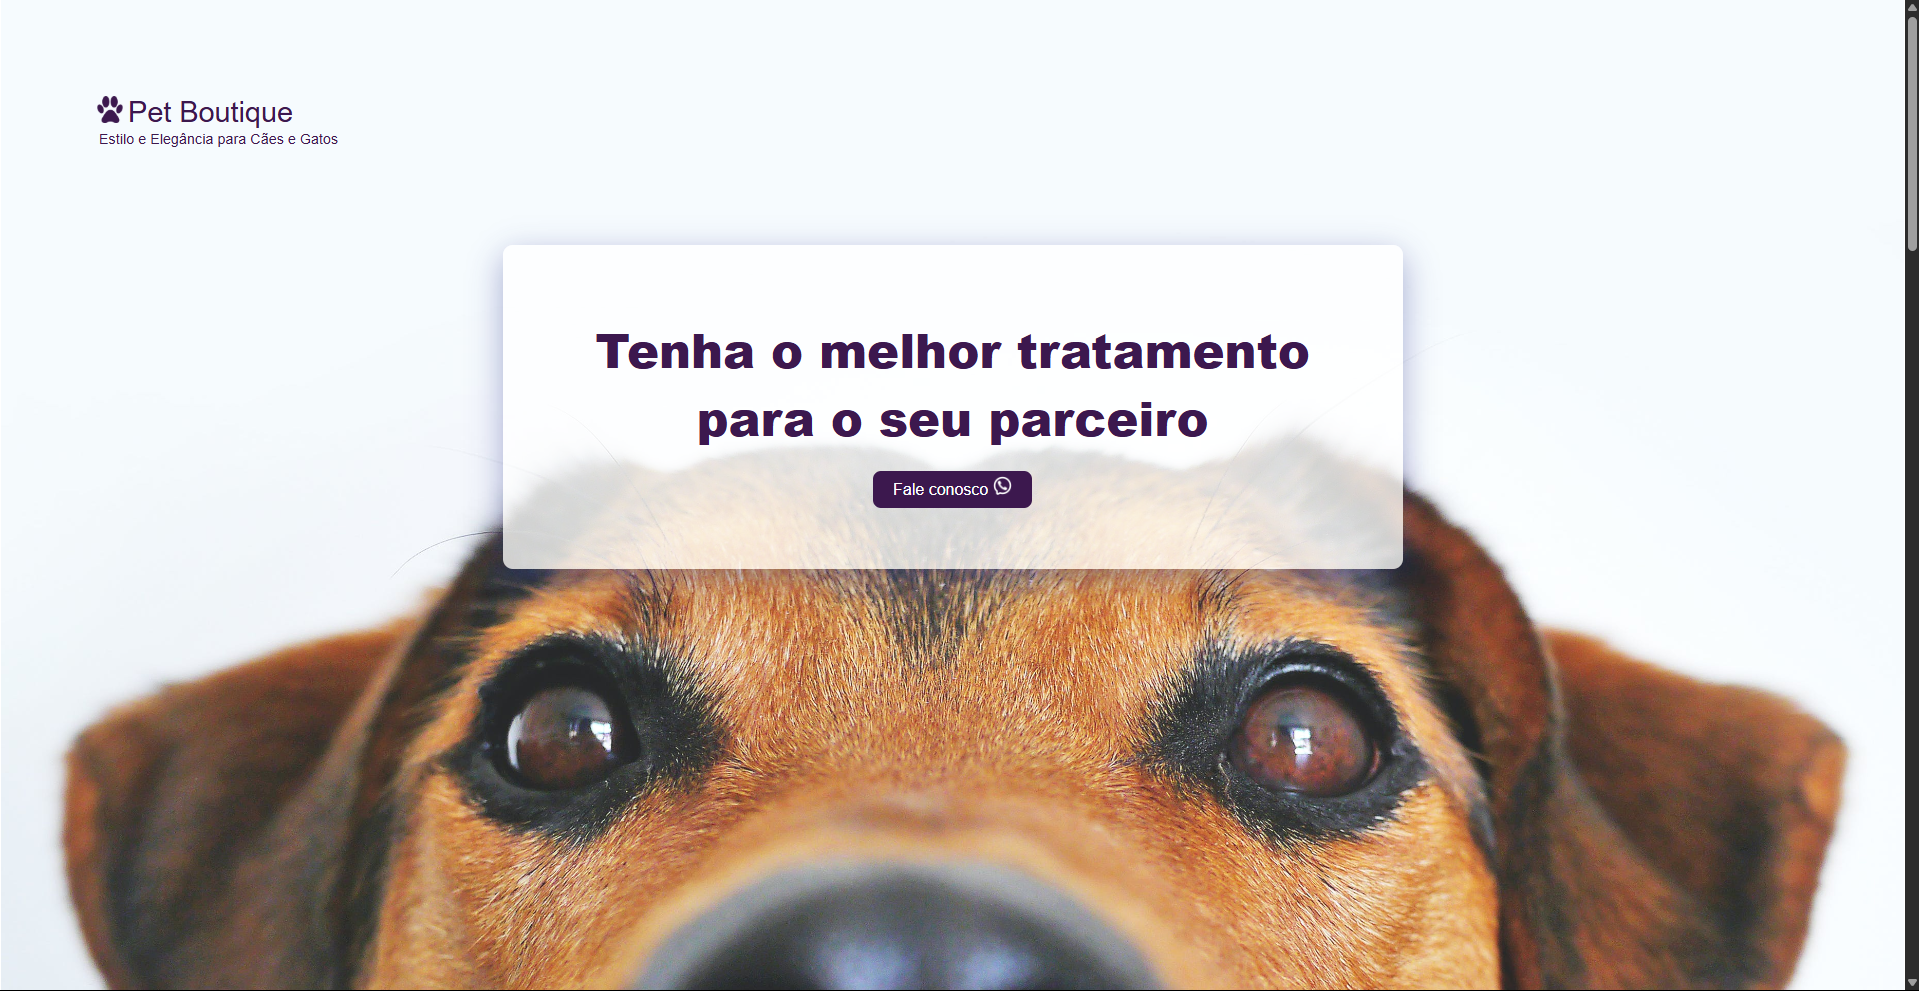 Pet Boutique
Estilo e Elegância para Cães e Gatos
Tenha o melhor tratamento
para o seu parceiro
Fale conosco